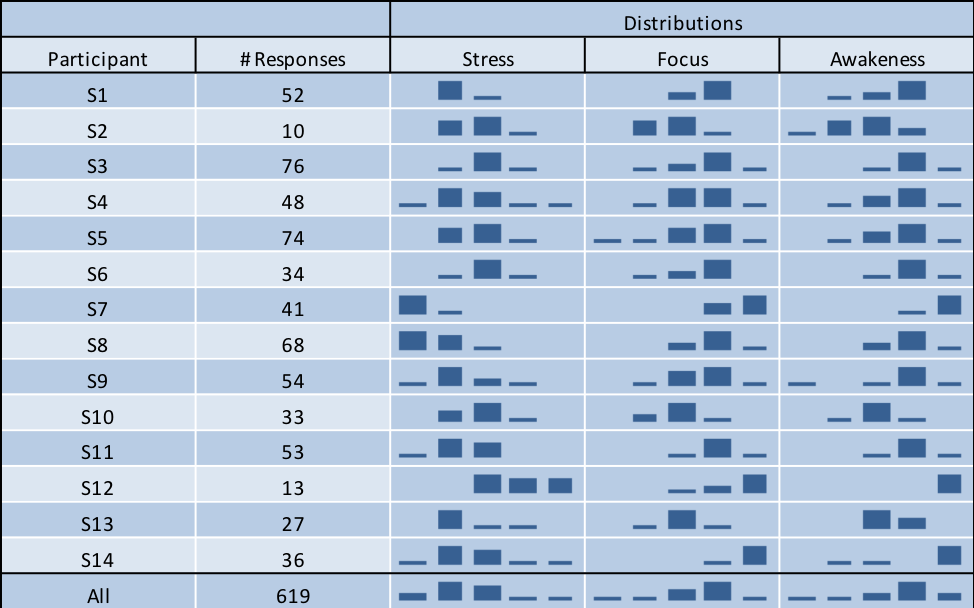 Distributions
Participant # Responses Stress Focus Awakeness
S1 52
S2 10
S3 76
S4 48
S5 74
S6 34
S7 41
S8 68
S9 54
S10 33
S11 53
S12 13
S13 27
S14 36
All 619